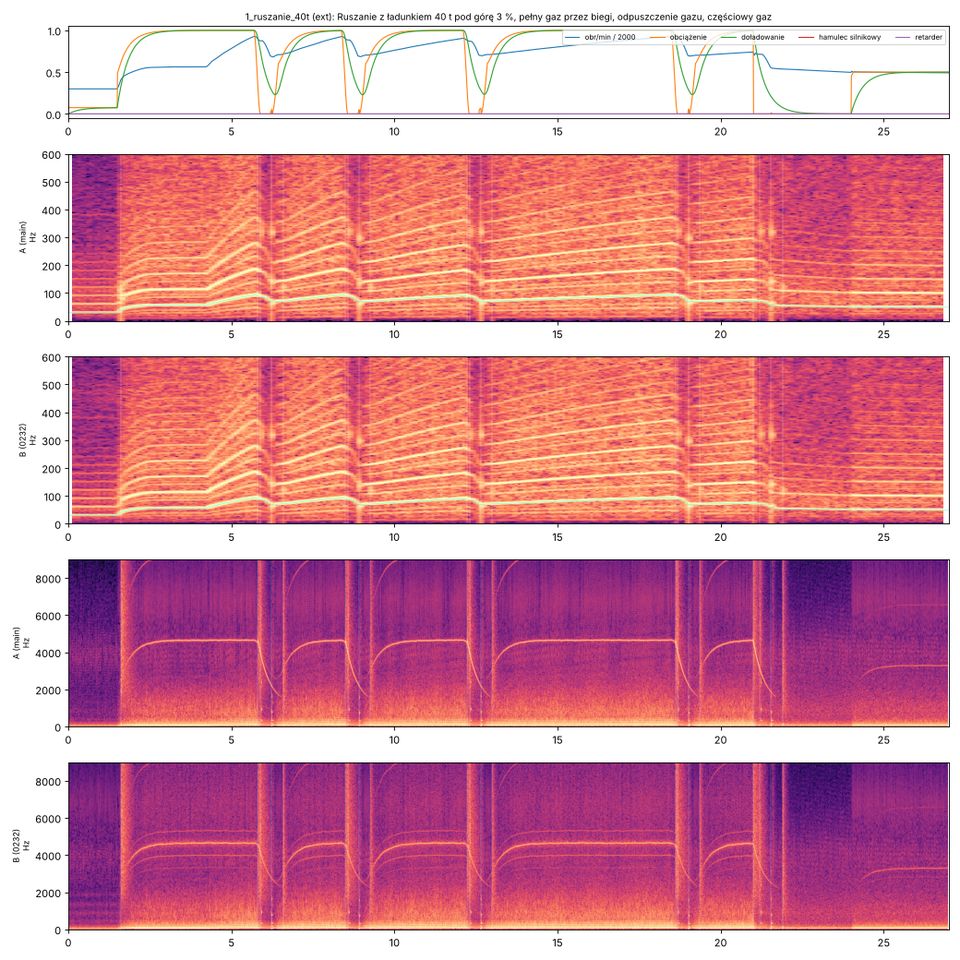 1_ruszanie_40t (ext): Ruszanie z ładunkiem 40 t pod górę 3 %, pełny gaz przez biegi, odpuszczenie gazu, częściowy gaz
1.0
0.5
0.0
obr/min / 2000
obciążenie
doładowanie
hamulec silnikowy
retarder
0 5 10 15 20 25
A (main)
Hz
600
500
400
300
200
100
0
0 5 10 15 20 25
B (0232)
Hz
600
500
400
300
200
100
0
0 5 10 15 20 25
A (main)
Hz
8000
6000
4000
2000
0
0 5 10 15 20 25
B (0232)
Hz
8000
6000
4000
2000
0
0 5 10 15 20 25